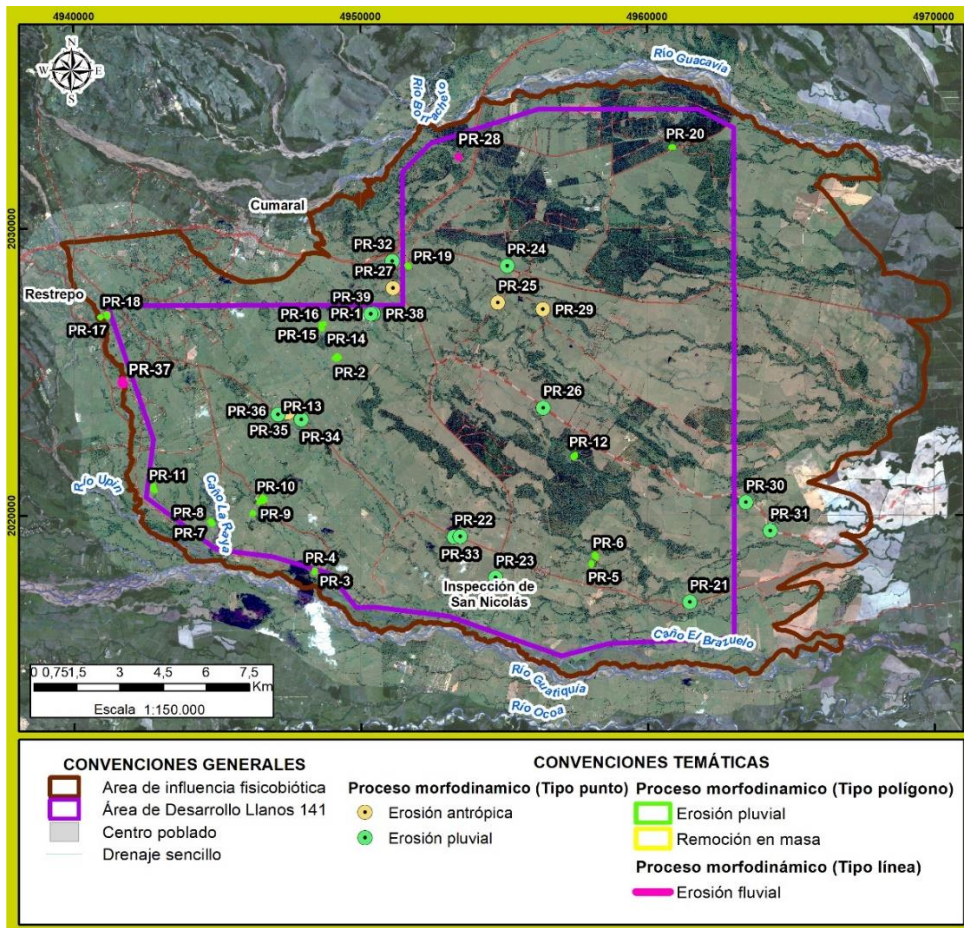 4940000
4950000
4960000
4970000
N
W E
S
Río Guacavía
Río Borrachero
PR-28
PR-20
Cumaral
2030000
PR-32
PR-19
PR-24
PR-27
PR-25
Restrepo
PR-18
PR-39
PR-16
PR-1
PR-38
PR-29
PR-17
PR-15
PR-14
PR-2
PR-37
PR-26
PR-36
PR-13
PR-35
PR-34
PR-12
Río Upín
PR-11
Caño La Raya
PR-10
PR-30
PR-8
PR-9
2020000
PR-31
PR-7
PR-22
PR-33
PR-6
PR-4
PR-23
PR-5
PR-3
Inspección de
San Nicolás
PR-21
Caño El Brazuelo
Río Guatiquía
Río Ocoa
0 0,751,5 3 4,5 6 7,5
Km
Escala 1:150.000
CONVENCIONES GENERALES
Area de influencia fisicobiótica
Área de Desarrollo Llanos 141
Centro poblado
Drenaje sencillo
CONVENCIONES TEMÁTICAS
Proceso morfodinamico (Tipo punto)
Erosión antrópica
Erosión pluvial
Proceso morfodinamico (Tipo polígono)
Erosión pluvial
Remoción en masa
Proceso morfodinámico (Tipo línea)
Erosión fluvial